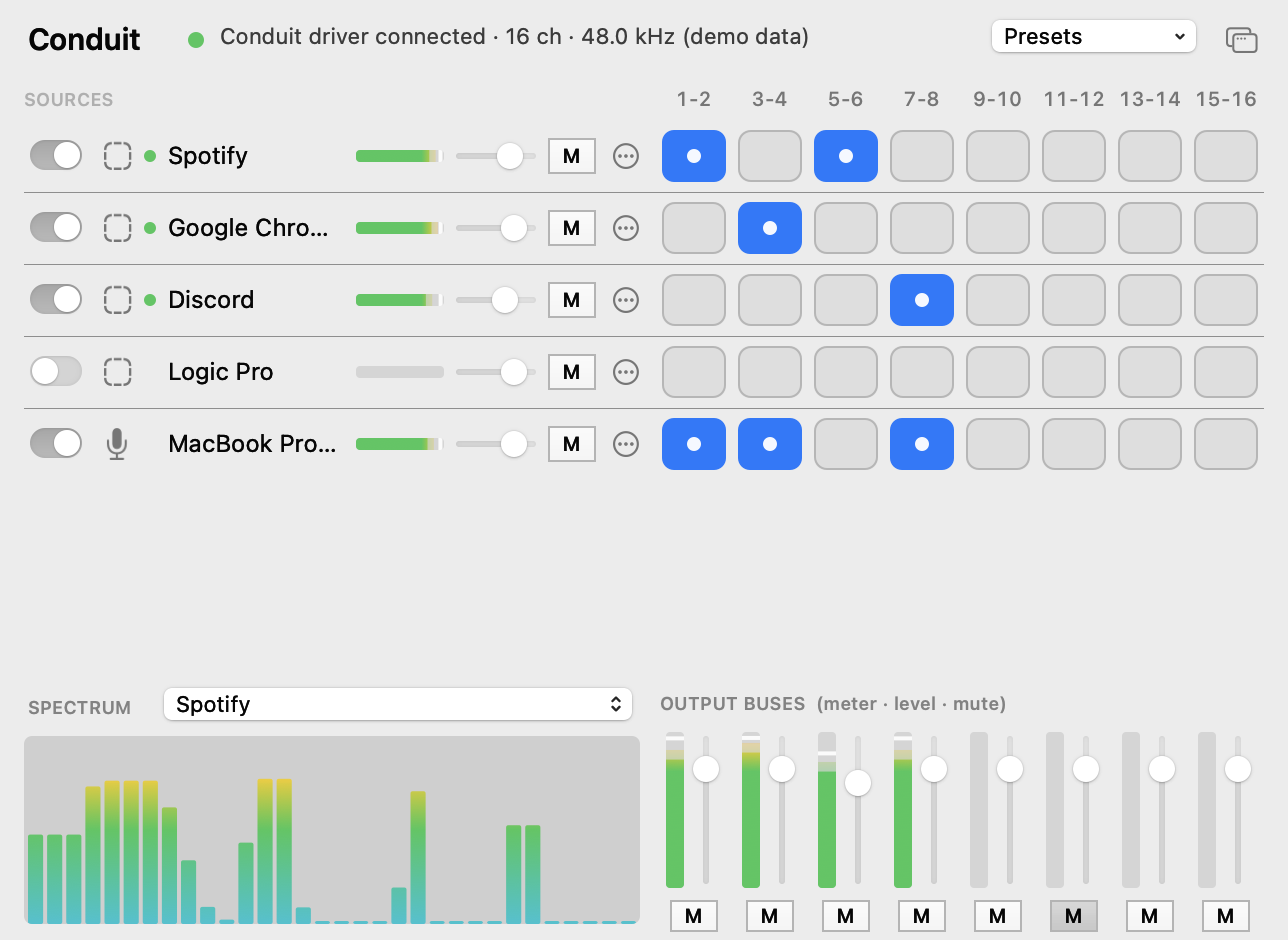 Conduit
Conduit driver connected · 16 ch · 48.0 kHz (demo data)
Presets
SOURCES
1-2 3-4 5-6 7-8 9-10 11-12 13-14 15-16
Spotify M
Google Chro... M
Discord M
Logic Pro M
MacBook Pro... M
SPECTRUM
Spotify
OUTPUT BUSES (meter · level · mute)
M M M M M M M M